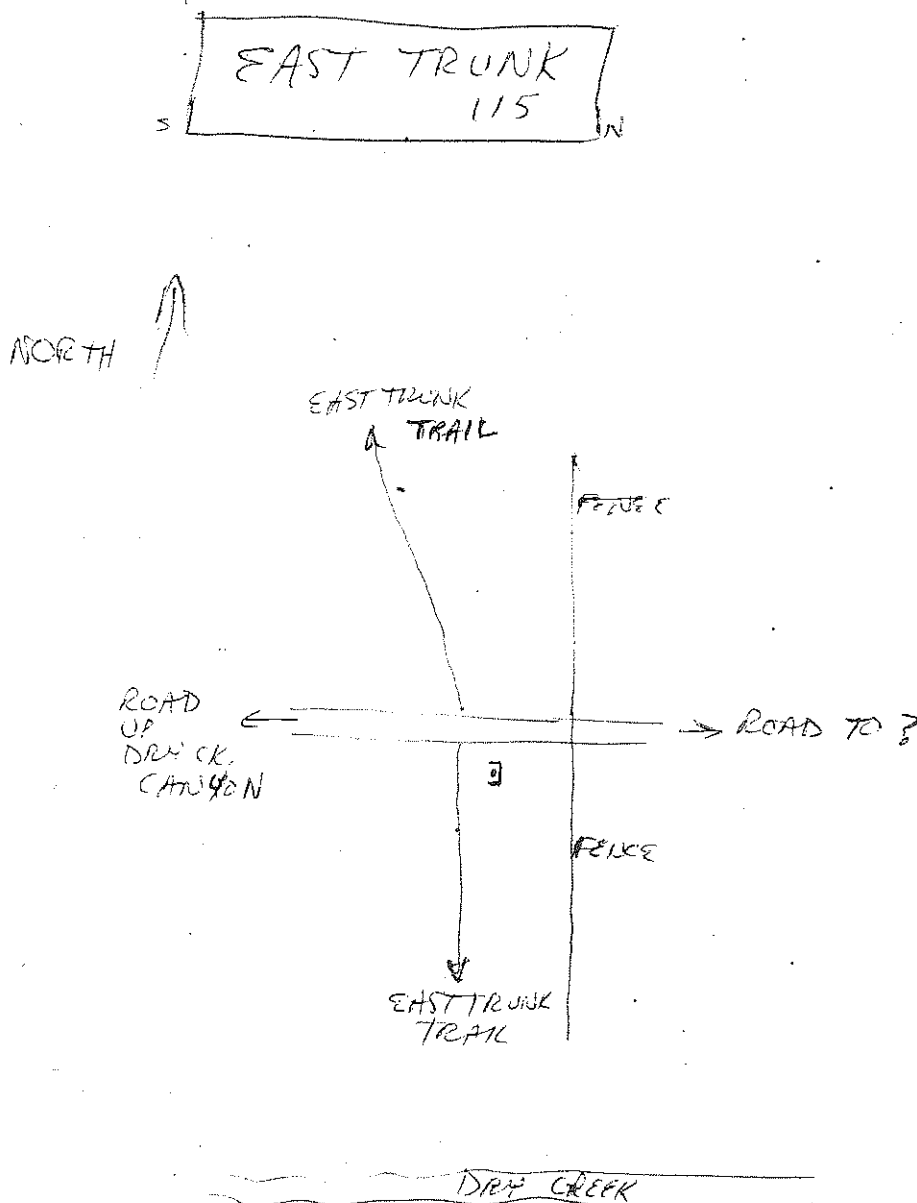 EAST TRUNK
115
S
N
NORTH
EAST TRUNK
TRAIL
FENCE
ROAD
UP
DRY CK.
CANYON
ROAD TO ?
FENCE
EAST TRUNK
TRAIL
DRY CREEK